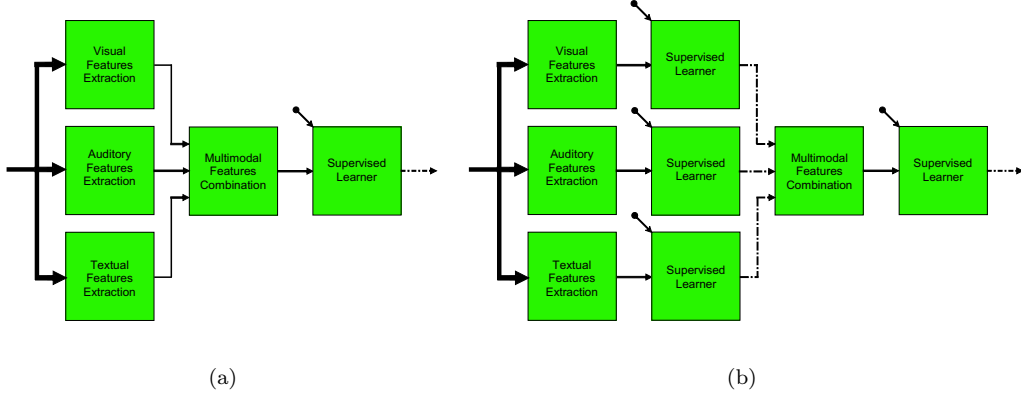 Visual
Features
Extraction
Auditory
Features
Extraction
Textual
Features
Extraction
Multimodal
Features
Combination
Supervised
Learner
(a)
Visual
Features
Extraction
Supervised
Learner
Auditory
Features
Extraction
Supervised
Learner
Textual
Features
Extraction
Supervised
Learner
Multimodal
Features
Combination
Supervised
Learner
(b)